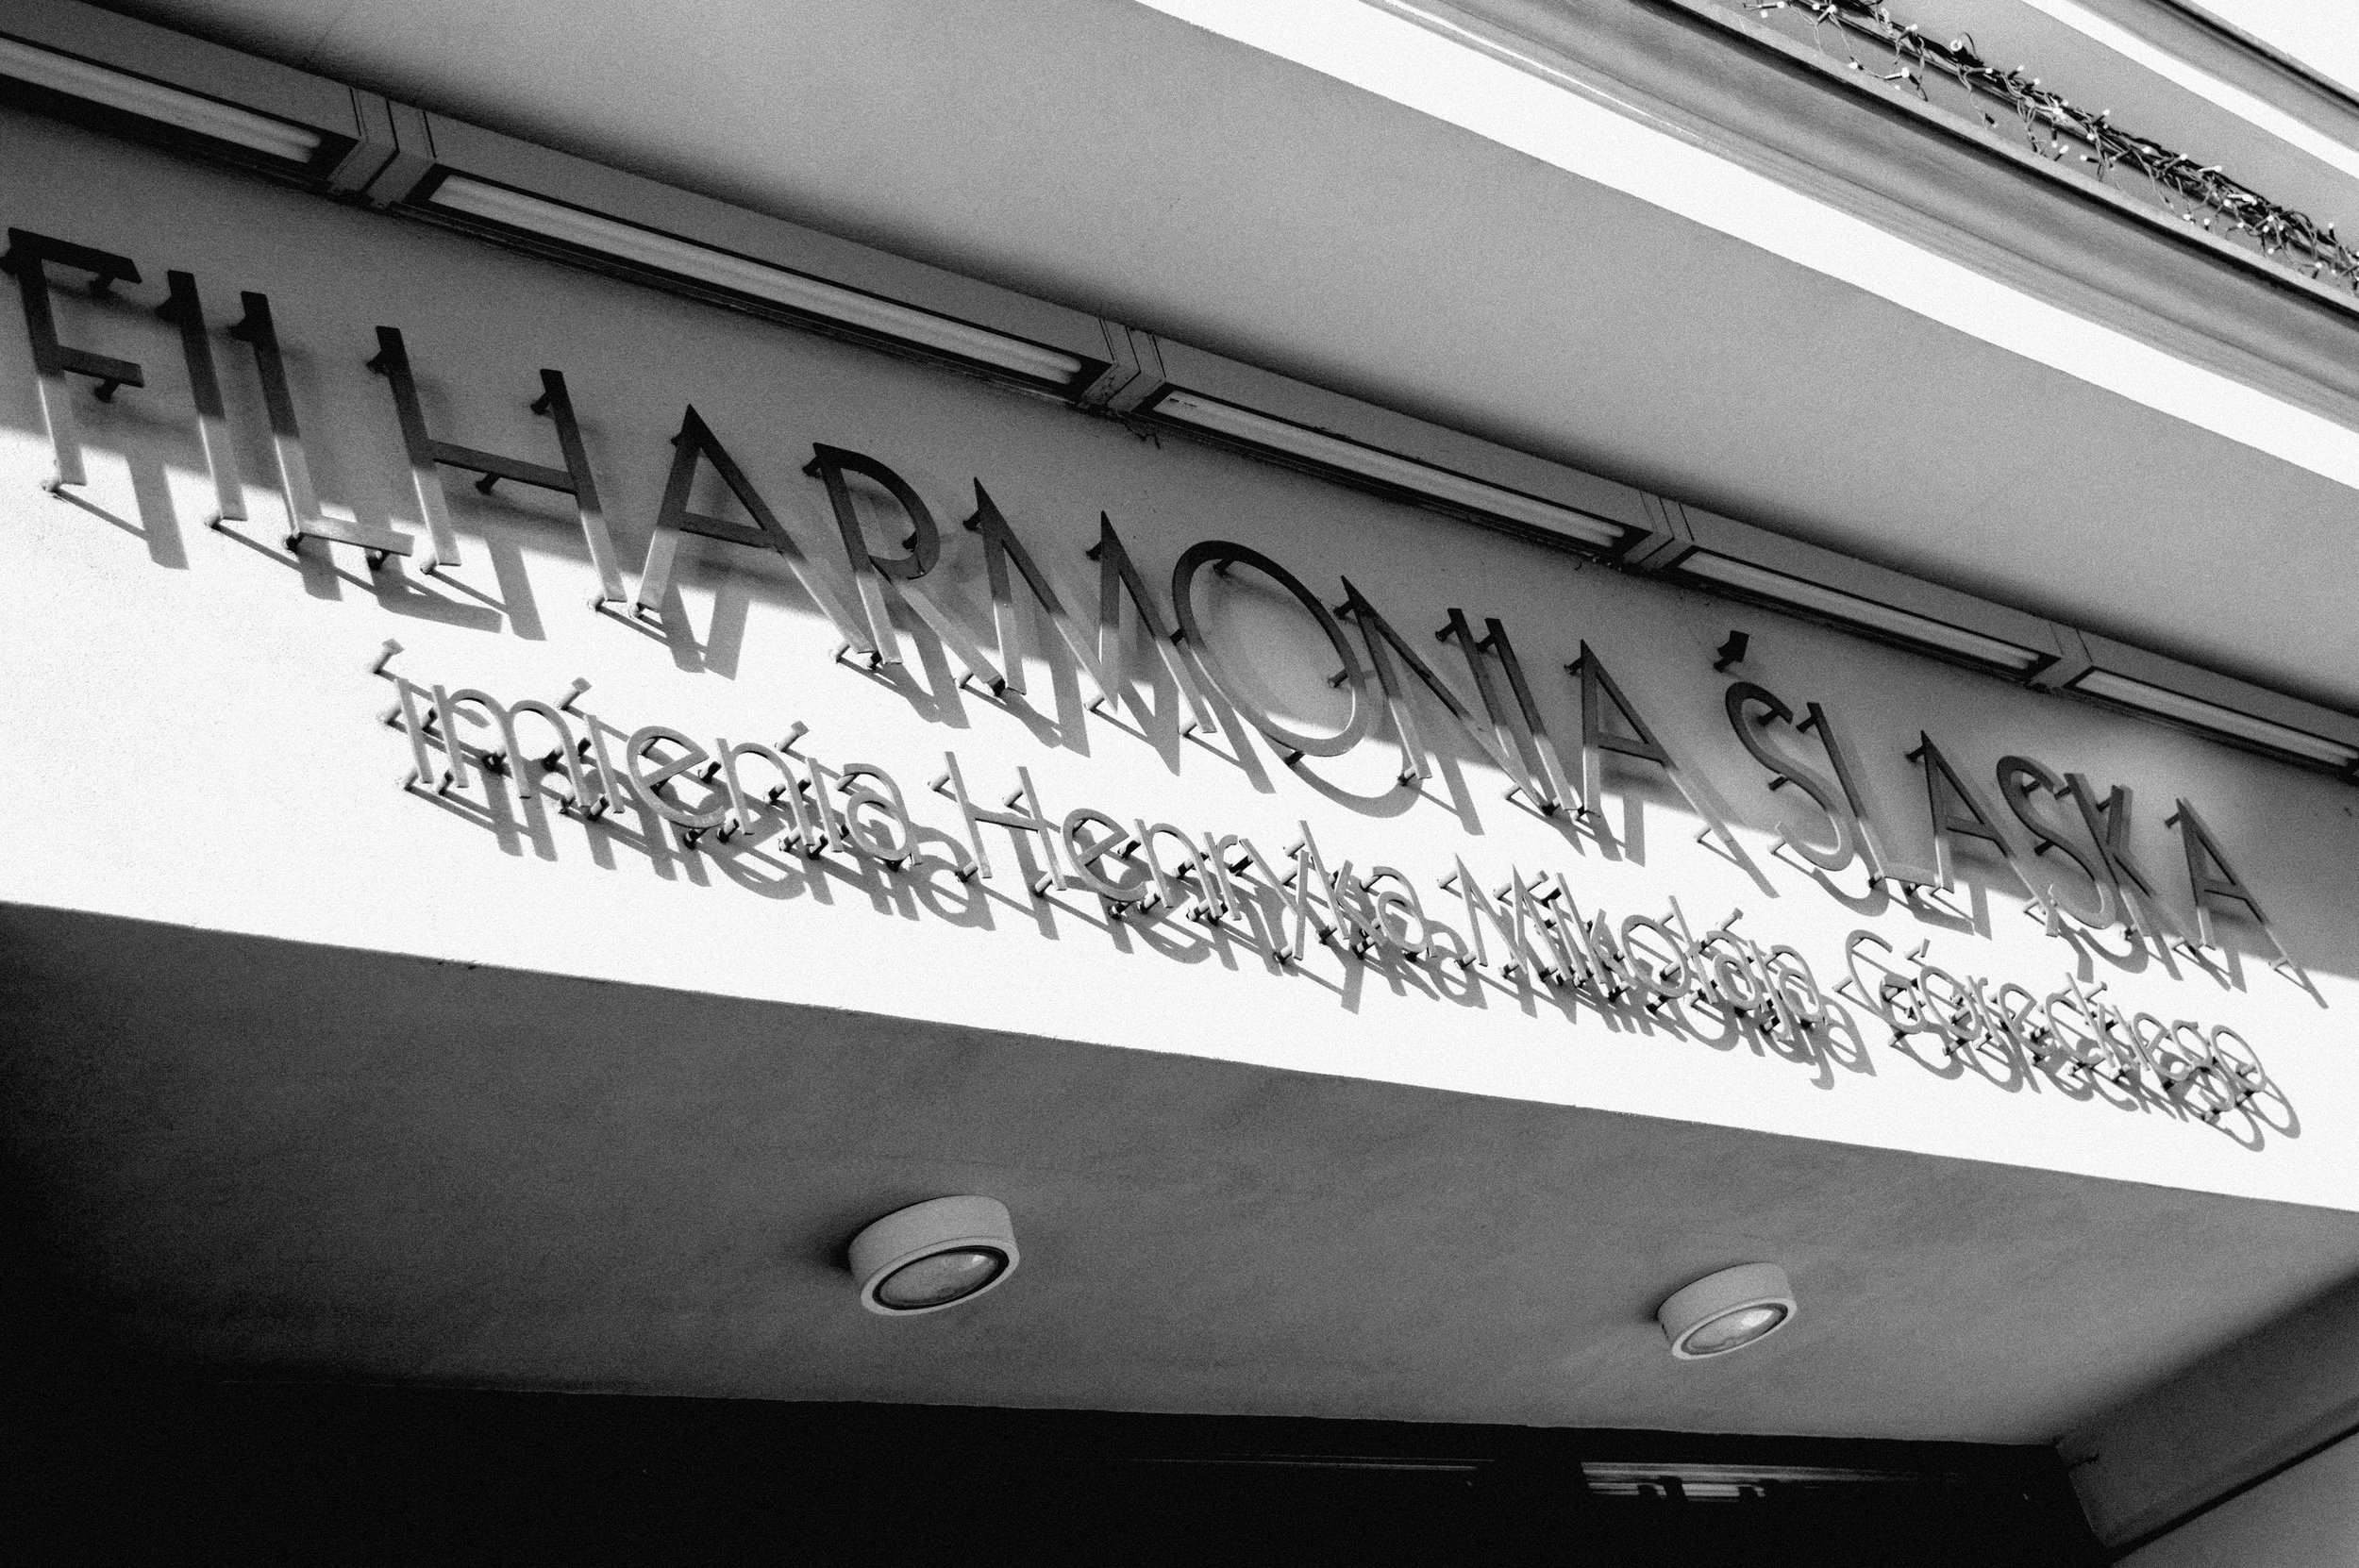 FILHARMONIA ŚLĄSKA
imienia Henryka Mikołaja Góreckiego